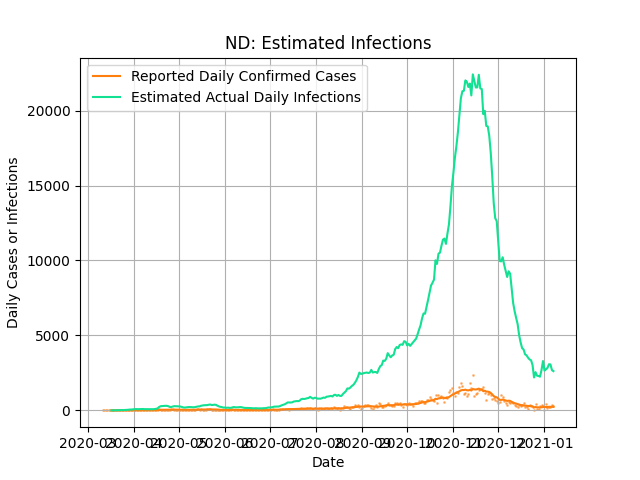 ND: Estimated Infections
Reported Daily Confirmed Cases
Estimated Actual Daily Infections
Daily Cases or Infections
20000
15000
10000
5000
0
2020-03 2020-04 2020-05 2020-06 2020-07 2020-08 2020-09 2020-10 2020-11 2020-12 2021-01
Date